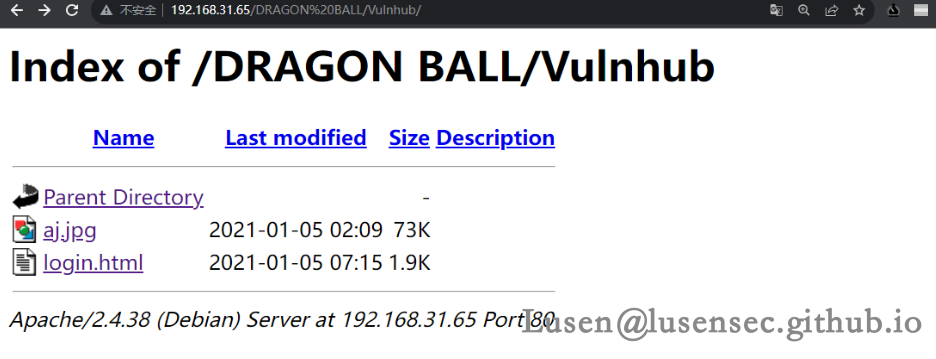 不安全 | 192.168.31.65/DRAGON%20BALL/Vulnhub/
Index of /DRAGON BALL/Vulnhub
Name Last modified Size Description
Parent Directory -
aj.jpg 2021-01-05 02:09 73K
login.html 2021-01-05 07:15 1.9K
Apache/2.4.38 (Debian) Server at 192.168.31.65 Port 80
Lusen@lusensec.github.io